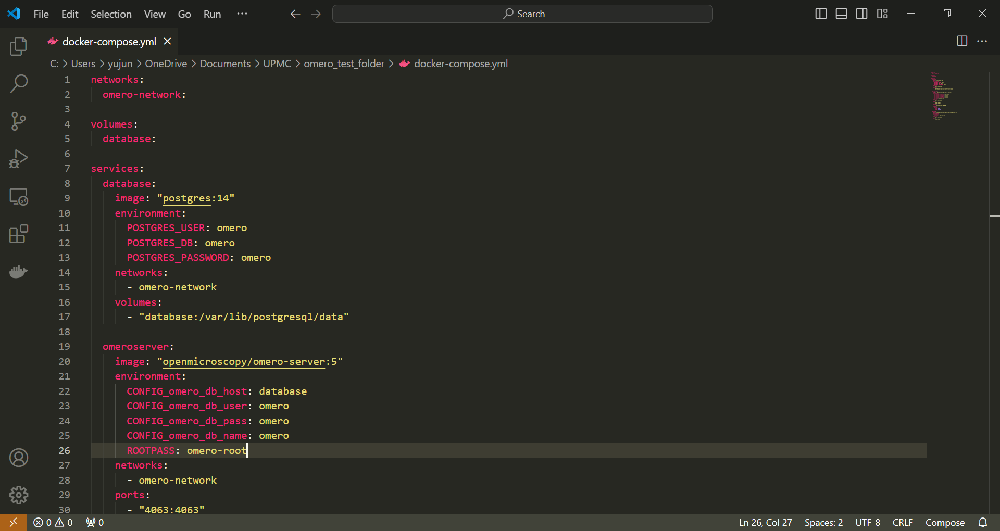 File Edit Selection View Go Run ··· Search
docker-compose.yml
C: > Users > yujun > OneDrive > Documents > UPMC > omero_test_folder > docker-compose.yml
1 networks:
2   omero-network:
3
4 volumes:
5   database:
6
7 services:
8   database:
9     image: "postgres:14"
10     environment:
11       POSTGRES_USER: omero
12       POSTGRES_DB: omero
13       POSTGRES_PASSWORD: omero
14     networks:
15       - omero-network
16     volumes:
17       - "database:/var/lib/postgresql/data"
18
19   omeroserver:
20     image: "openmicroscopy/omero-server:5"
21     environment:
22       CONFIG_omero_db_host: database
23       CONFIG_omero_db_user: omero
24       CONFIG_omero_db_pass: omero
25       CONFIG_omero_db_name: omero
26       ROOTPASS: omero-root
27     networks:
28       - omero-network
29     ports:
30       - "4063:4063"
0 0 0 Ln 26, Col 27 Spaces: 2 UTF-8 CRLF Compose